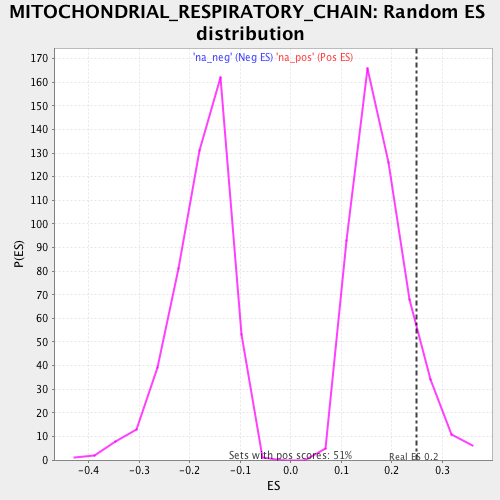 MITOCHONDRIAL_RESPIRATORY_CHAIN: Random ES
distribution
'na_neg' (Neg ES) 'na_pos' (Pos ES)
P(ES)
170
160
150
140
130
120
110
100
90
80
70
60
50
40
30
20
10
0
Sets with pos scores: 51%
Real ES 0.2
-0.4 -0.3 -0.2 -0.1 0.0 0.1 0.2 0.3
ES